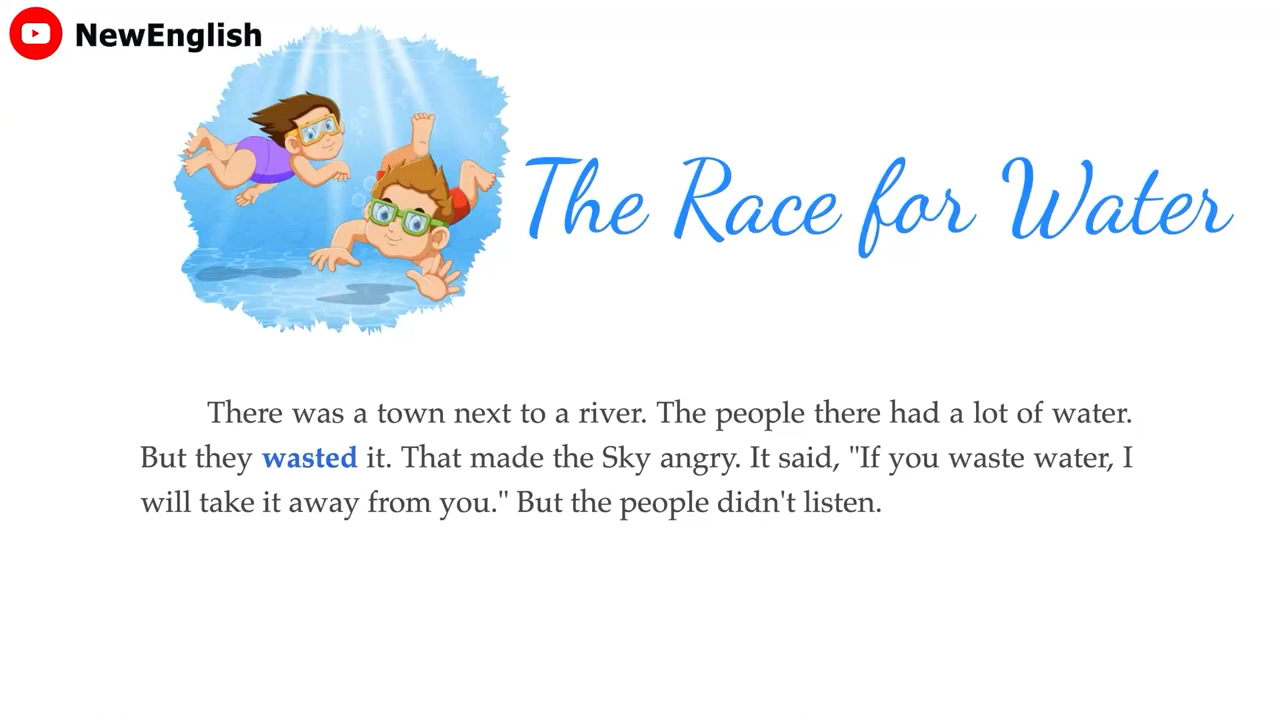 NewEnglish
The Race for Water
There was a town next to a river. The people there had a lot of water.
But they wasted it. That made the Sky angry. It said, "If you waste water, I
will take it away from you." But the people didn't listen.